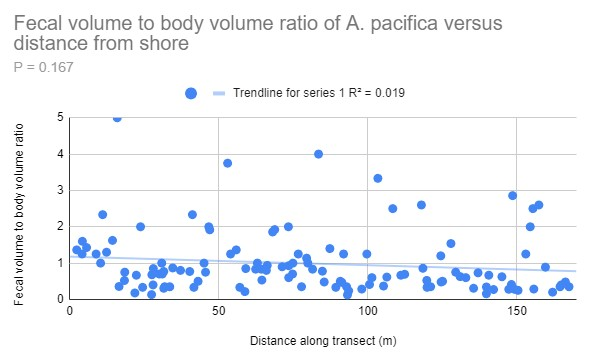 Fecal volume to body volume ratio of A. pacifica versus
distance from shore
P = 0.167
Trendline for series 1 R² = 0.019
Fecal volume to body volume ratio
5
4
3
2
1
0
0
50
100
150
Distance along transect (m)